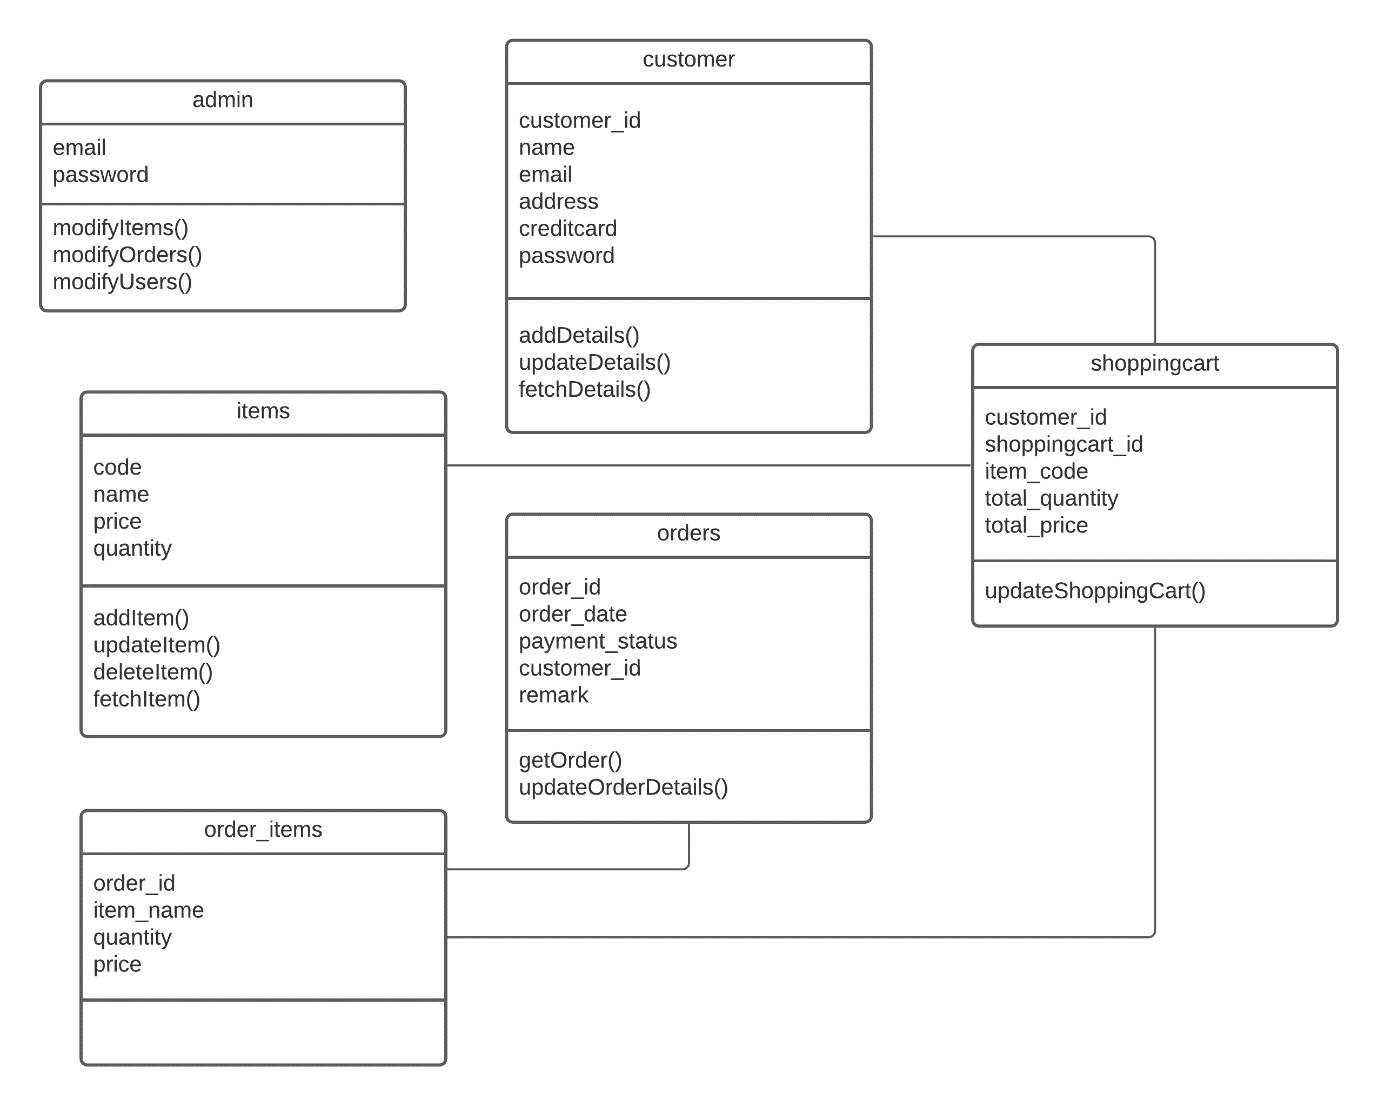 admin
email
password
modifyItems()
modifyOrders()
modifyUsers()
customer
customer_id
name
email
address
creditcard
password
addDetails()
updateDetails()
fetchDetails()
shoppingcart
customer_id
shoppingcart_id
item_code
total_quantity
total_price
updateShoppingCart()
items
code
name
price
quantity
addItem()
updateItem()
deleteItem()
fetchItem()
orders
order_id
order_date
payment_status
customer_id
remark
getOrder()
updateOrderDetails()
order_items
order_id
item_name
quantity
price